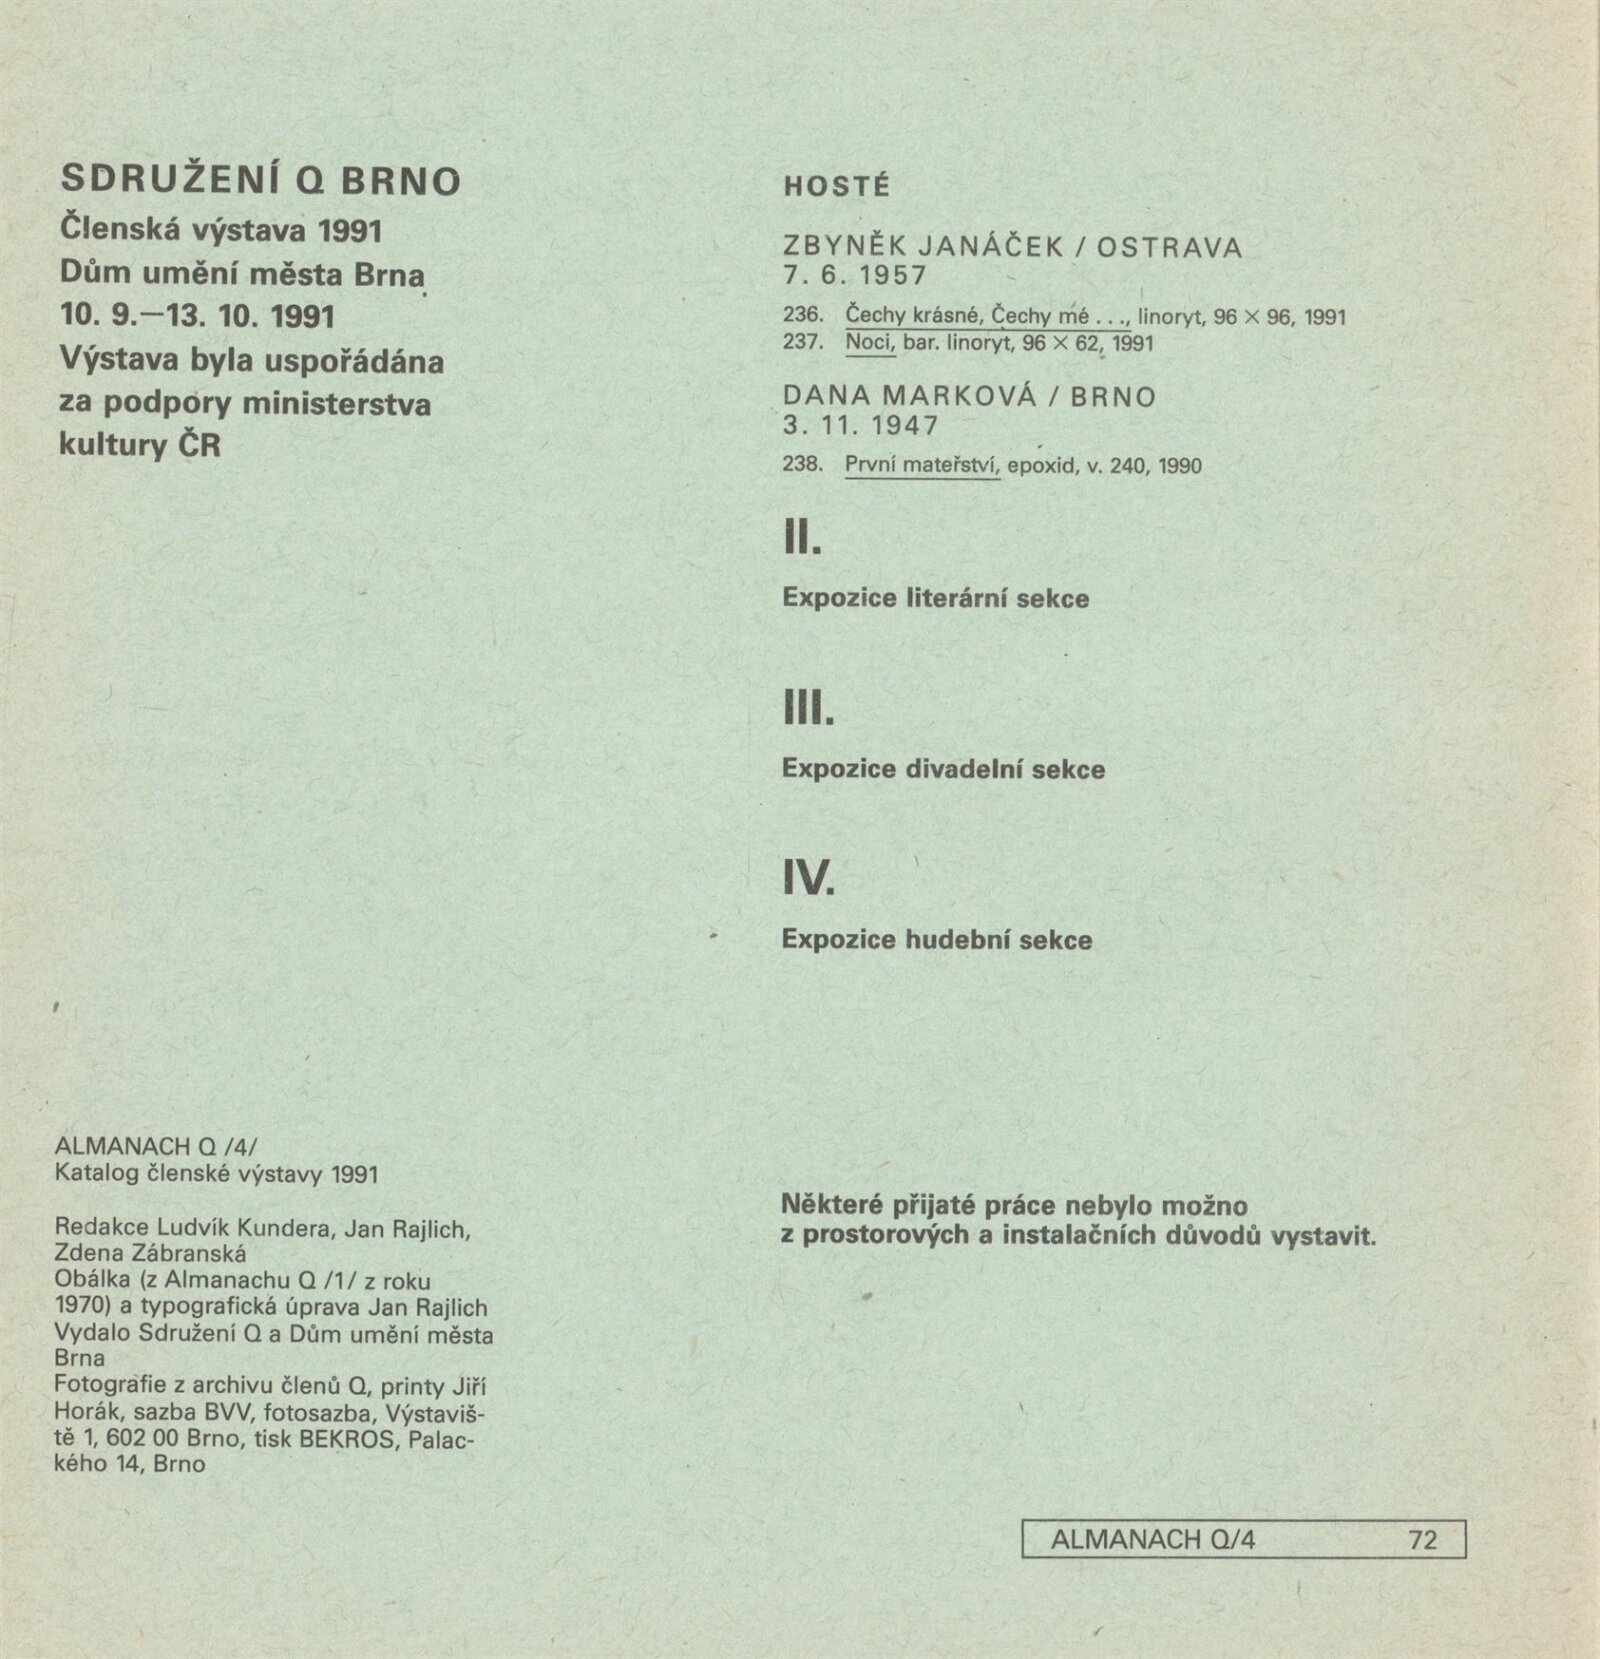 SDRUŽENÍ Q BRNO
Členská výstava 1991
Dům umění města Brna
10. 9.—13. 10. 1991
Výstava byla uspořádána
za podpory ministerstva
kultury ČR
ALMANACH Q /4/
Katalog členské výstavy 1991
Redakce Ludvík Kundera, Jan Rajlich,
Zdena Zábranská
Obálka (z Almanachu Q /1/ z roku
1970) a typografická úprava Jan Rajlich
Vydalo Sdružení Q a Dům umění města
Brna
Fotografie z archivu členů Q, printy Jiří
Horák, sazba BVV, fotosazba, Výstaviš-
tě 1, 602 00 Brno, tisk BEKROS, Palac-
kého 14, Brno
HOSTÉ
ZBYNĚK JANÁČEK / OSTRAVA
7. 6. 1957
236. Čechy krásné, Čechy mé . . ., linoryt, 96 × 96, 1991
237. Noci, bar. linoryt, 96 × 62, 1991
DANA MARKOVÁ / BRNO
3. 11. 1947
238. První mateřství, epoxid, v. 240, 1990
II.
Expozice literární sekce
III.
Expozice divadelní sekce
IV.
Expozice hudební sekce
Některé přijaté práce nebylo možno
z prostorových a instalačních důvodů vystavit.
ALMANACH Q/4 72